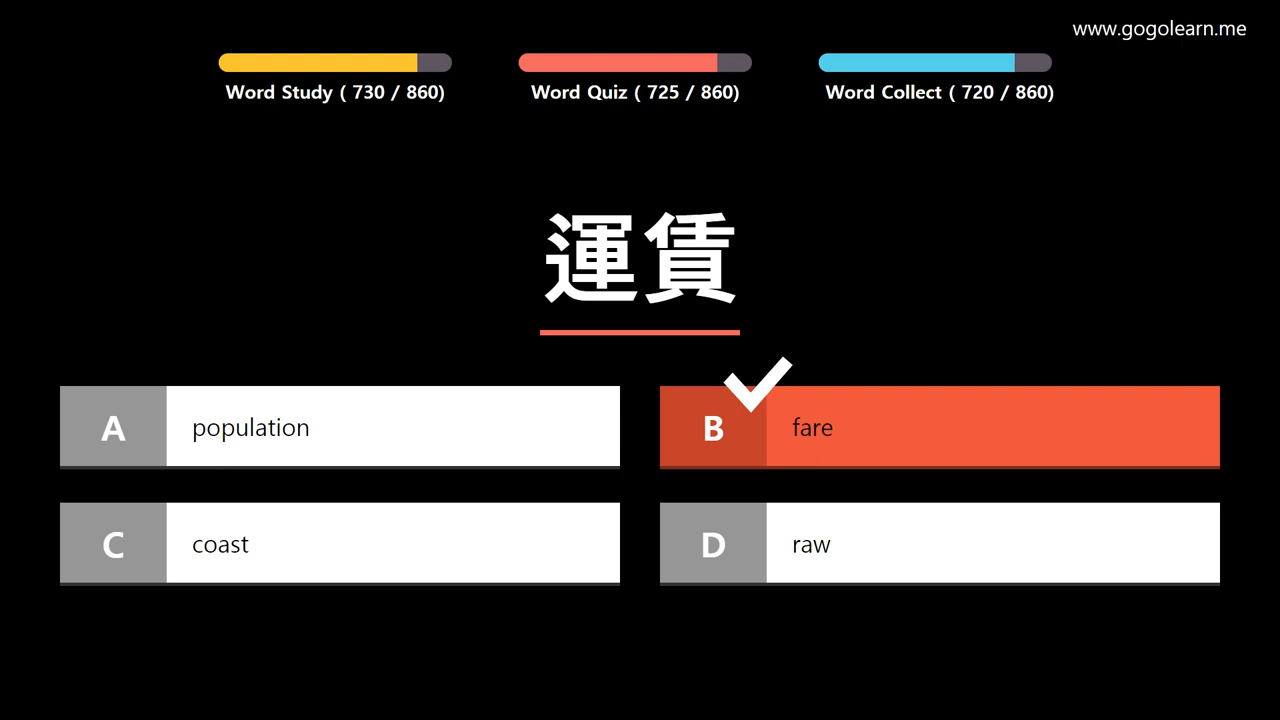 www.gogolearn.me
Word Study ( 730 / 860)
Word Quiz ( 725 / 860)
Word Collect ( 720 / 860)
運賃
A population
B fare
C coast
D raw